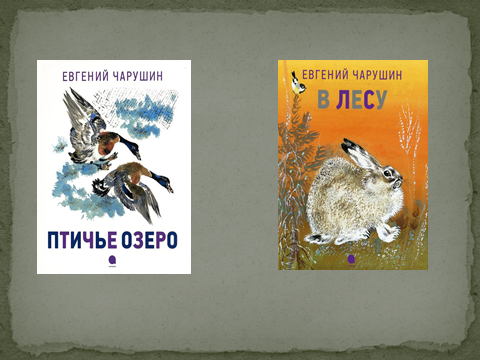 ЕВГЕНИЙ ЧАРУШИН
ПТИЧЬЕ ОЗЕРО
ЕВГЕНИЙ ЧАРУШИН
В ЛЕСУ